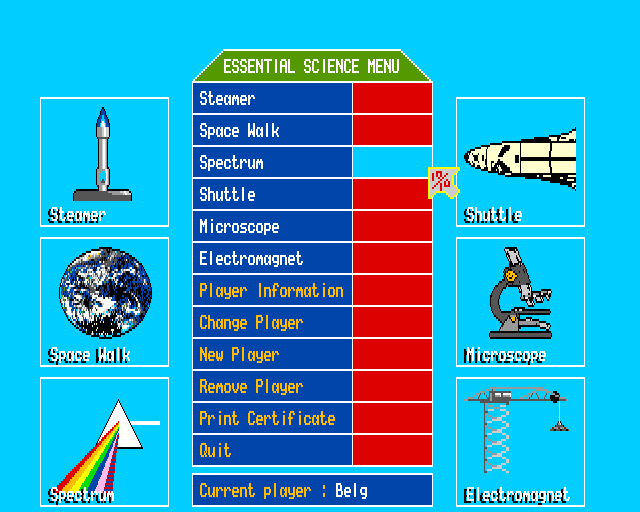 ESSENTIAL SCIENCE MENU
Steamer
Space Walk
Spectrum
Shuttle
Microscope
Electromagnet
Player Information
Change Player
New Player
Remove Player
Print Certificate
Quit
Current player : Belg
Steamer
Space Walk
Spectrum
Shuttle
Microscope
Electromagnet